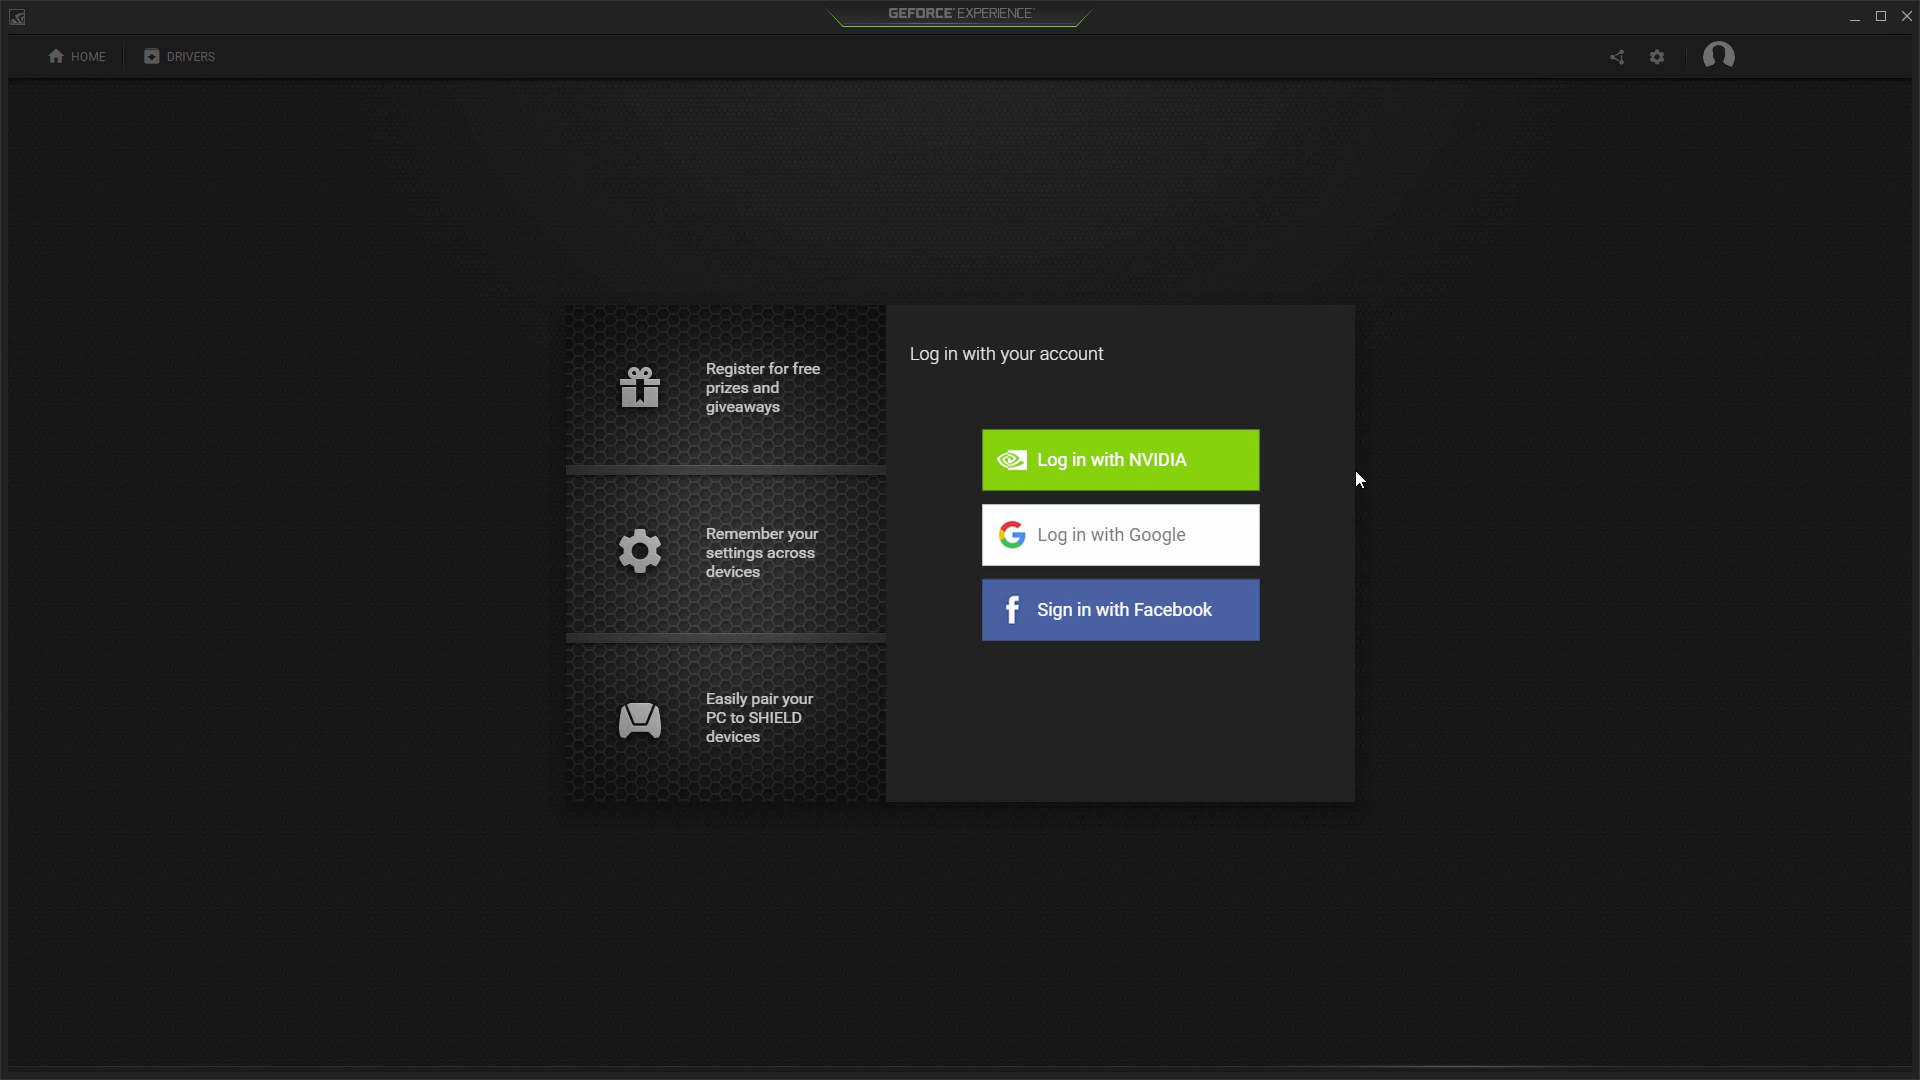 GEFORCE EXPERIENCE
HOME
DRIVERS
Register for free
prizes and
giveaways
Remember your
settings across
devices
Easily pair your
PC to SHIELD
devices
Log in with your account
Log in with NVIDIA
Log in with Google
Sign in with Facebook